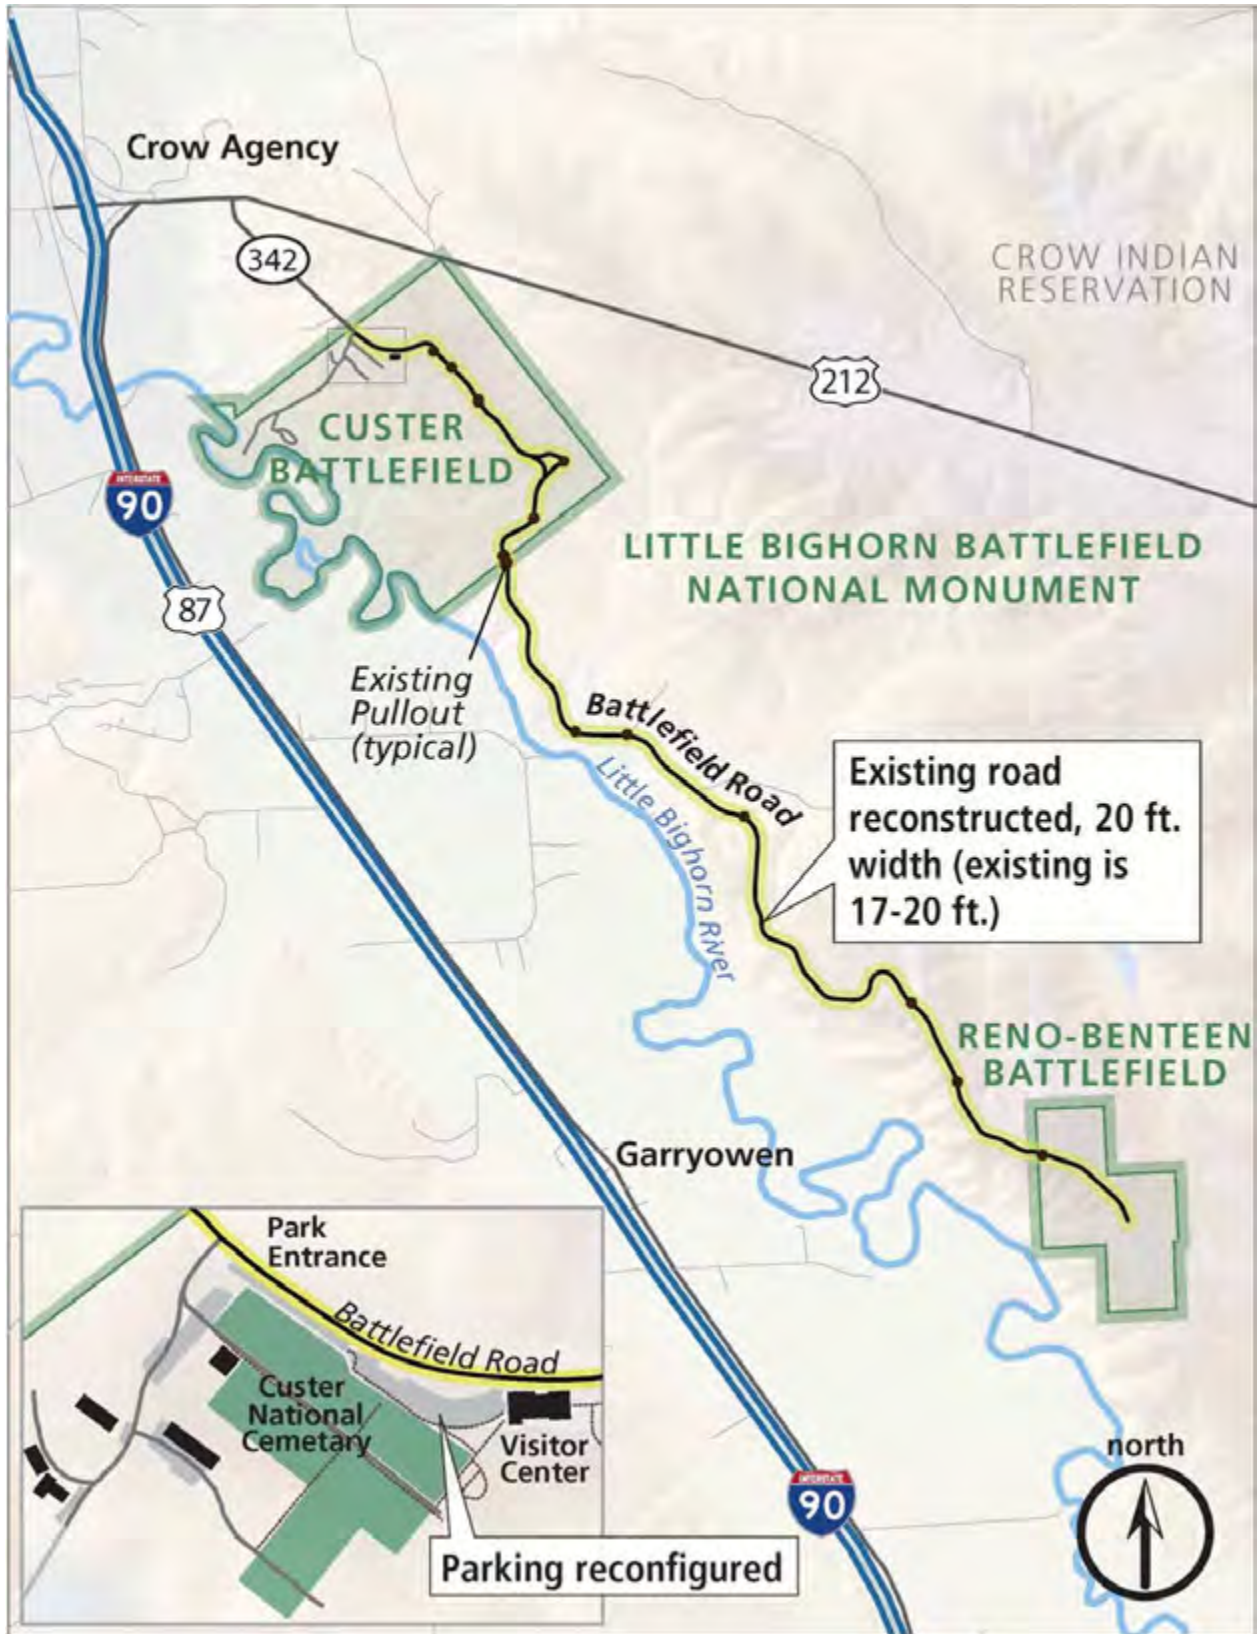 Crow Agency
342
CROW INDIAN
RESERVATION
212
CUSTER
BATTLEFIELD
INTERSTATE
90
87
LITTLE BIGHORN BATTLEFIELD
NATIONAL MONUMENT
Existing
Pullout
(typical)
Battlefield Road
Little Bighorn River
Existing road
reconstructed, 20 ft.
width (existing is
17-20 ft.)
RENO-BENTEEN
BATTLEFIELD
Garryowen
Park
Entrance
Battlefield Road
Custer
National
Cemetary
Visitor
Center
Parking reconfigured
INTERSTATE
90
north